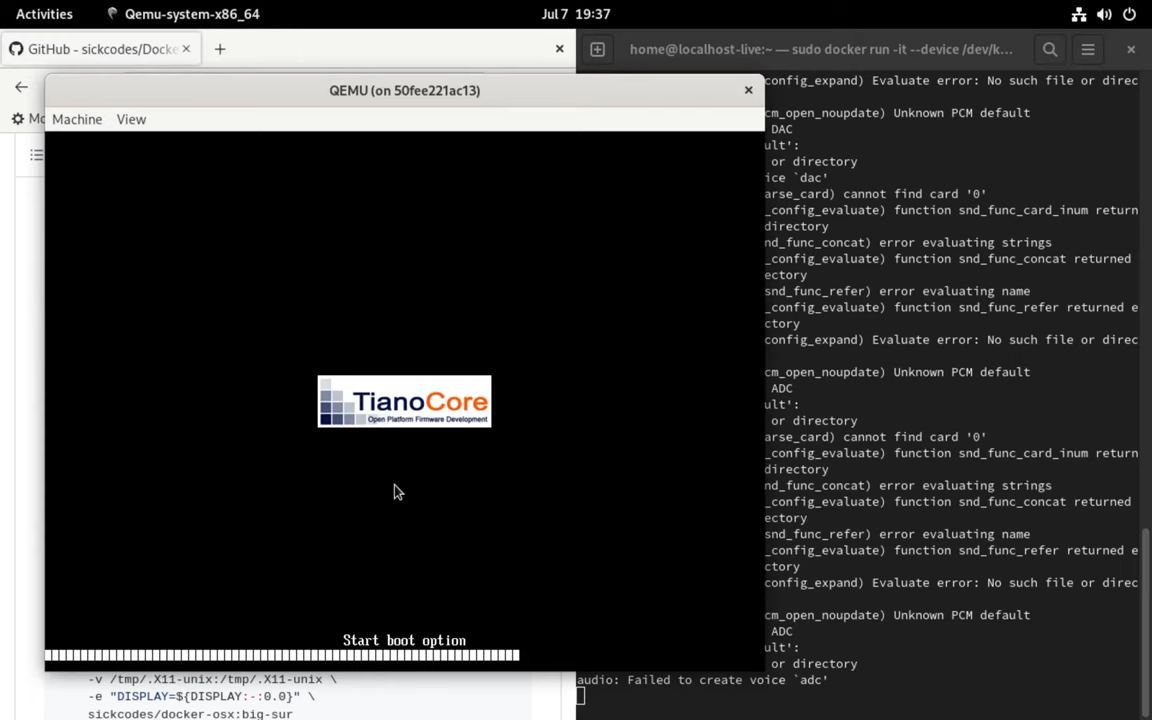 Activities
Qemu-system-x86_64
Jul 7 19:37
GitHub - sickcodes/Docke
home@localhost-live:~ — sudo docker run -it --device /dev/k...
QEMU (on 50fee221ac13)
Machine View
TianoCore
Open Platform Firmware Development
Start boot option
-v /tmp/.X11-unix:/tmp/.X11-unix \
-e "DISPLAY=${DISPLAY:-:0.0}" \
sickcodes/docker-osx:big-sur
config_expand) Evaluate error: No such file or direc
cm_open_noupdate) Unknown PCM default
DAC
ult':
or directory
ice `dac'
arse_card) cannot find card '0'
_config_evaluate) function snd_func_card_inum return
directory
nd_func_concat) error evaluating strings
_config_evaluate) function snd_func_concat returned
ectory
snd_func_refer) error evaluating name
_config_evaluate) function snd_func_refer returned e
ctory
config_expand) Evaluate error: No such file or direc
cm_open_noupdate) Unknown PCM default
ADC
ult':
or directory
arse_card) cannot find card '0'
_config_evaluate) function snd_func_card_inum return
directory
nd_func_concat) error evaluating strings
_config_evaluate) function snd_func_concat returned
ectory
snd_func_refer) error evaluating name
_config_evaluate) function snd_func_refer returned e
ctory
config_expand) Evaluate error: No such file or direc
cm_open_noupdate) Unknown PCM default
ADC
ult':
or directory
audio: Failed to create voice `adc'